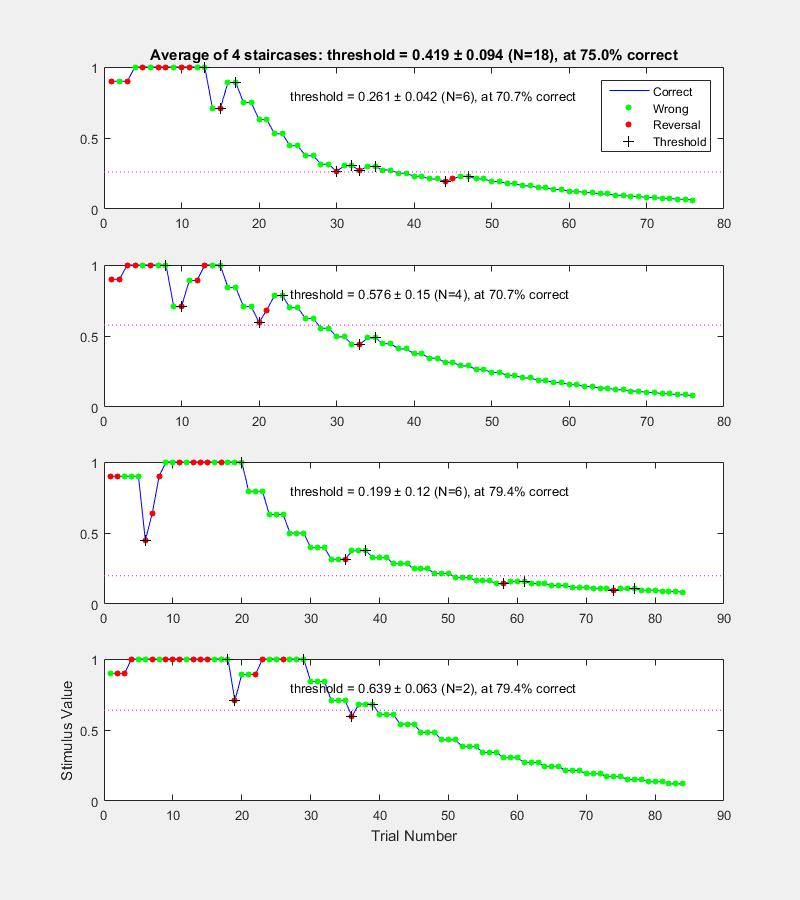 Average of 4 staircases: threshold = 0.419 ± 0.094 (N=18), at 75.0% correct
1
0.5
0
threshold = 0.261 ± 0.042 (N=6), at 70.7% correct
Correct
Wrong
Reversal
Threshold
0 10 20 30 40 50 60 70 80
1
0.5
0
threshold = 0.576 ± 0.15 (N=4), at 70.7% correct
0 10 20 30 40 50 60 70 80
1
0.5
0
threshold = 0.199 ± 0.12 (N=6), at 79.4% correct
0 10 20 30 40 50 60 70 80 90
Stimulus Value
1
0.5
0
threshold = 0.639 ± 0.063 (N=2), at 79.4% correct
0 10 20 30 40 50 60 70 80 90
Trial Number